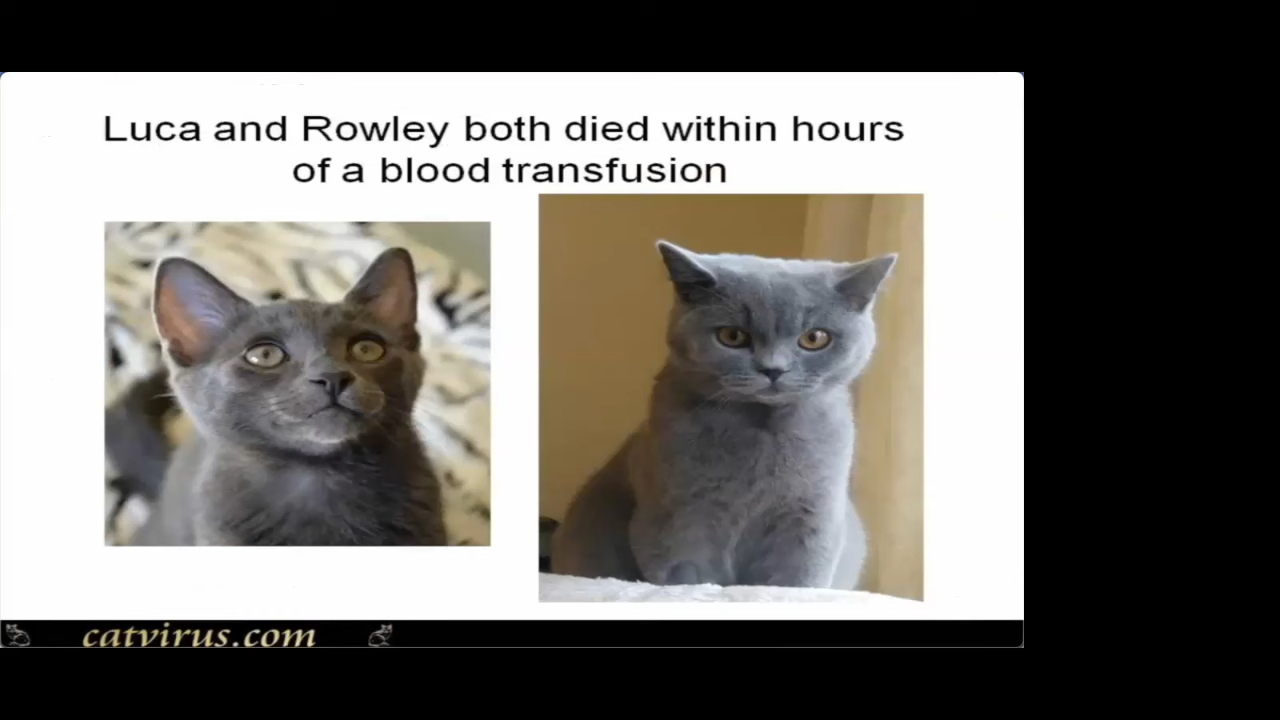 Luca and Rowley both died within hours
of a blood transfusion
catvirus.com